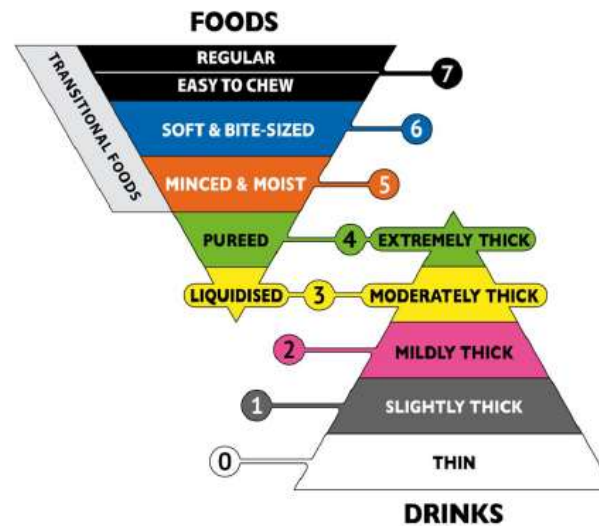 FOODS
REGULAR
EASY TO CHEW
7
TRANSITIONAL FOODS
SOFT & BITE-SIZED
6
MINCED & MOIST
5
PUREED
4
EXTREMELY THICK
LIQUIDISED
3
MODERATELY THICK
2
MILDLY THICK
1
SLIGHTLY THICK
0
THIN
DRINKS